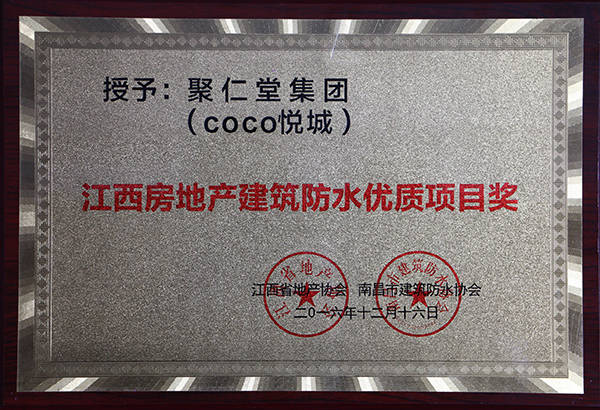 授予：聚仁堂集团
（coco悦城）
江西房地产建筑防水优质项目奖
江西省地产协会 南昌市建筑防水协会
二〇一六年十二月十六日